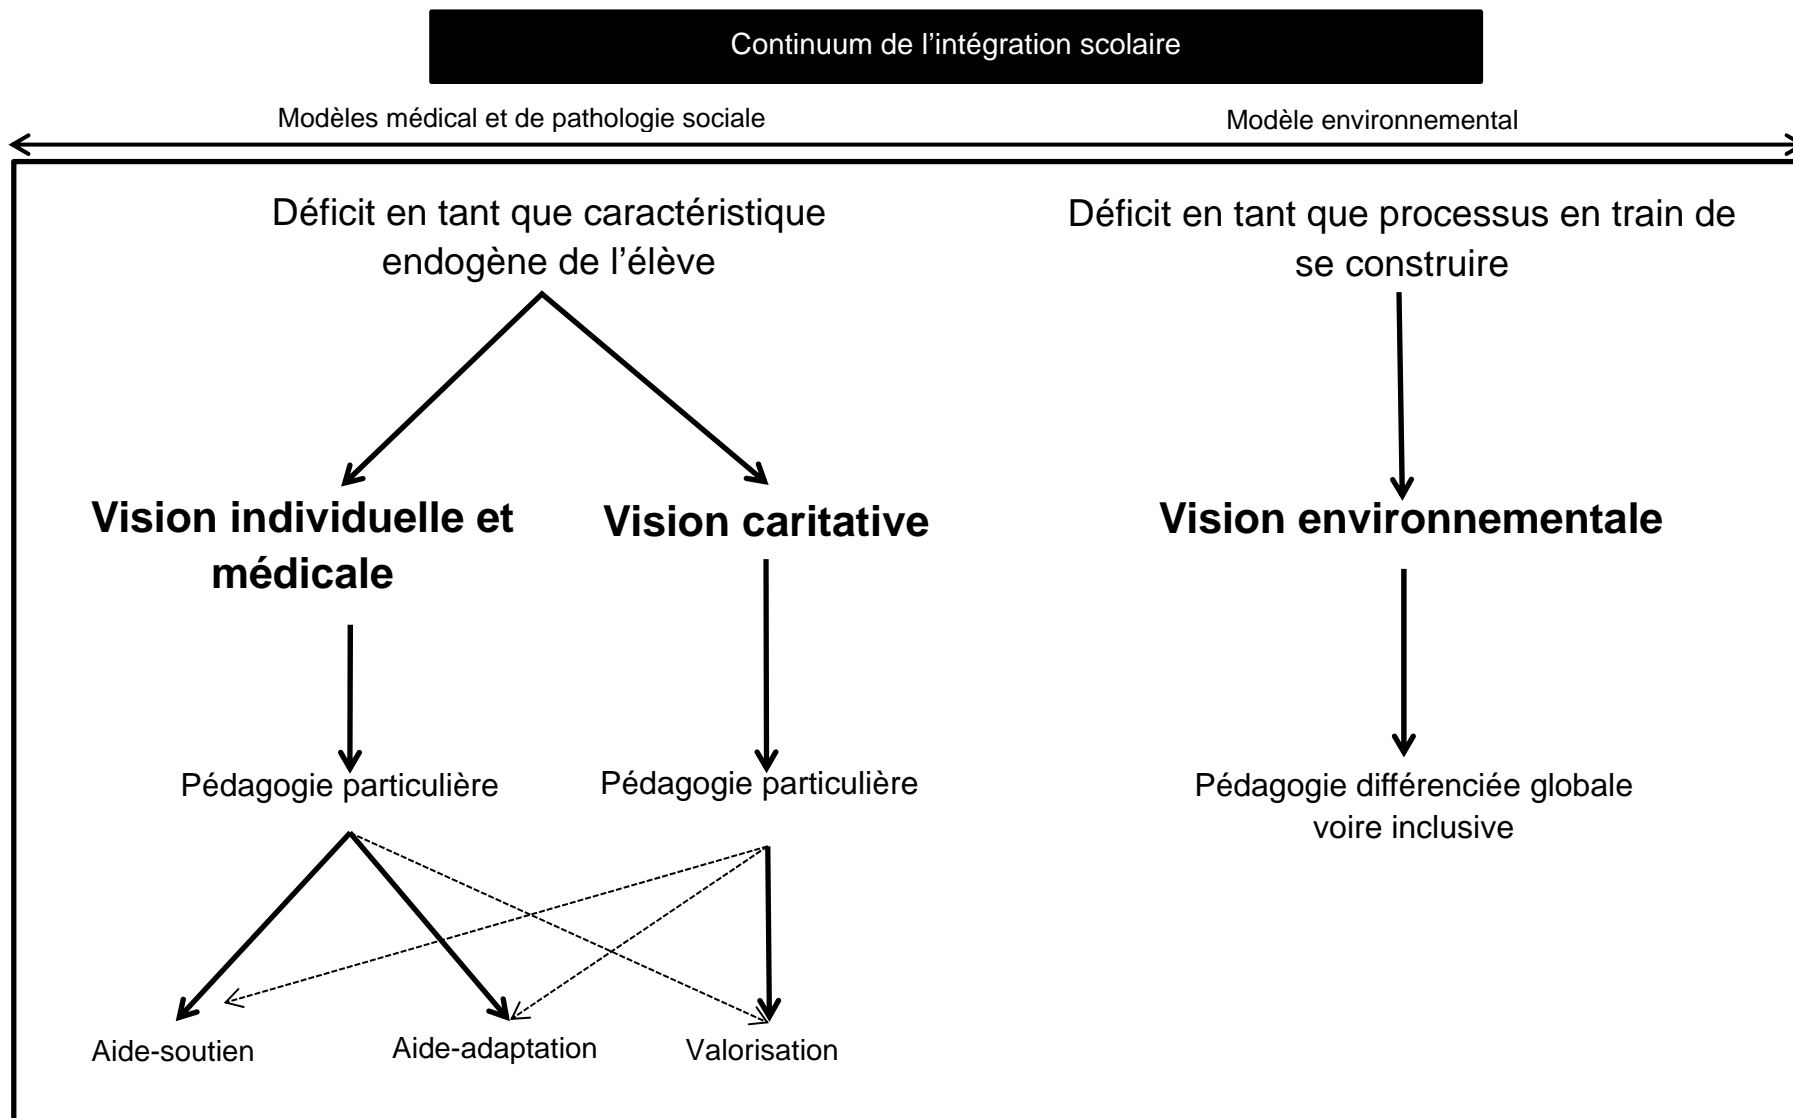 Continuum de l’intégration scolaire
Modèles médical et de pathologie sociale
Modèle environnemental
Déficit en tant que caractéristique
endogène de l’élève
Déficit en tant que processus en train de
se construire
Vision individuelle et
médicale
Vision caritative
Vision environnementale
Pédagogie particulière
Pédagogie particulière
Pédagogie différenciée globale
voire inclusive
Aide-soutien
Aide-adaptation
Valorisation